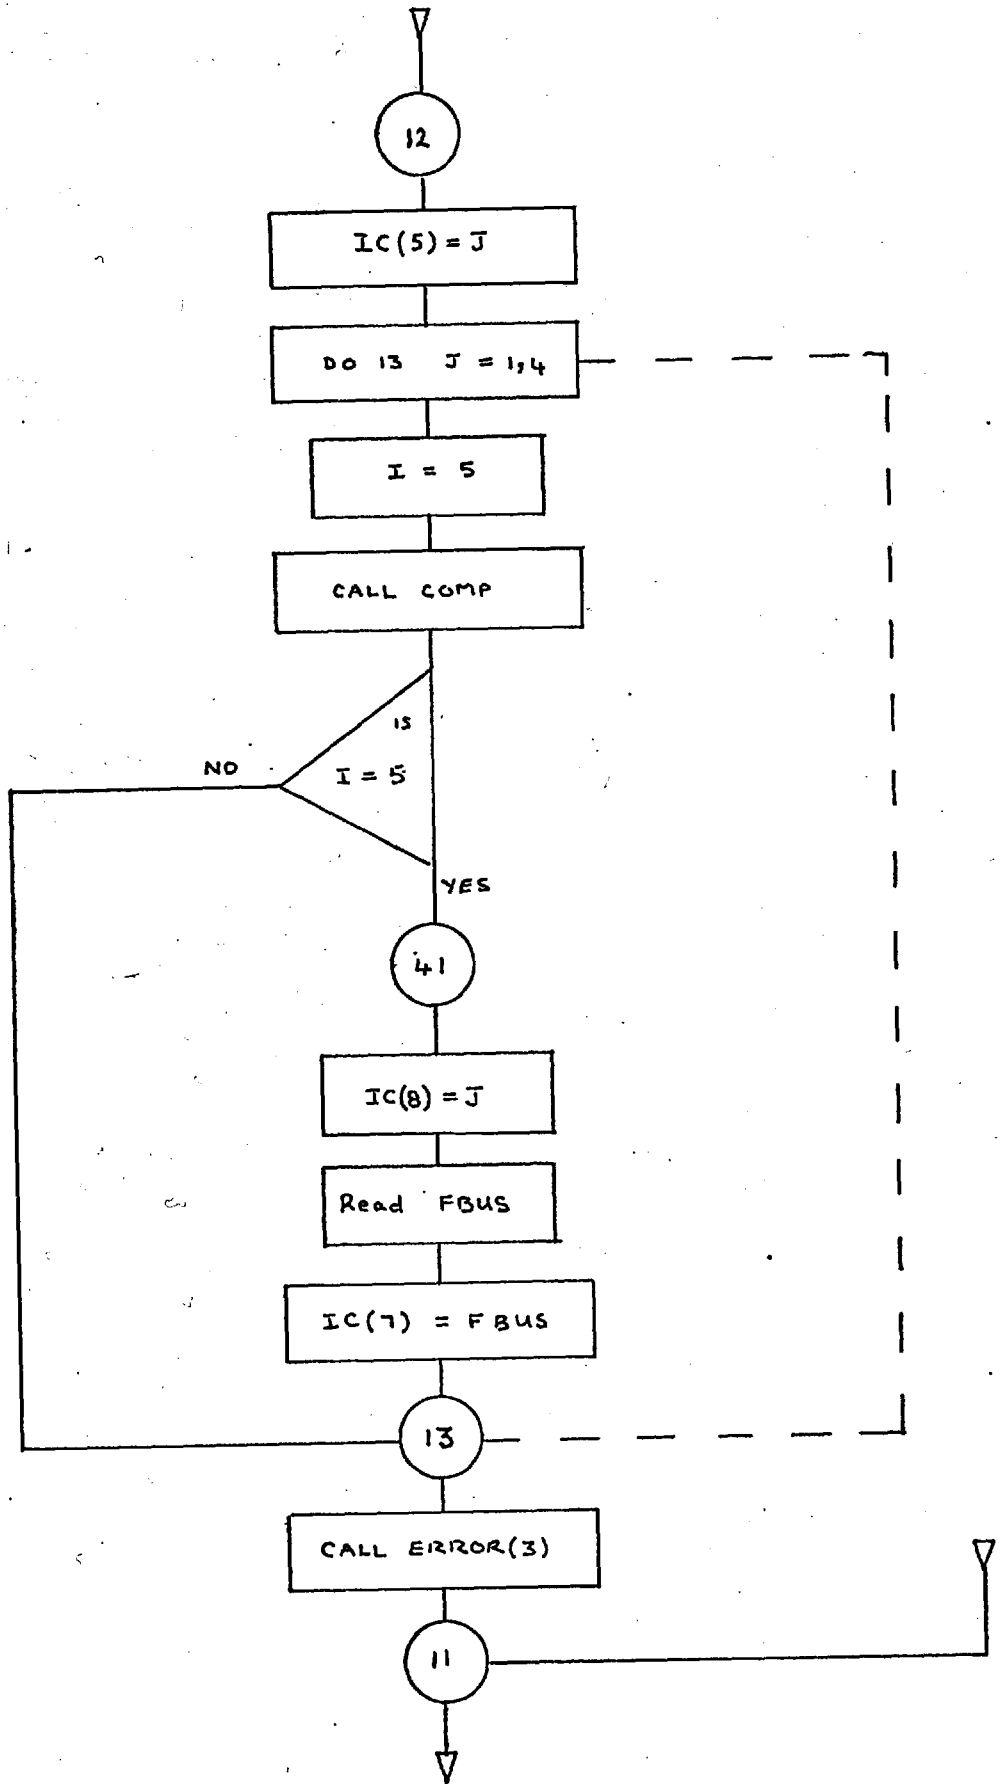 12
IC(5) = J
DO 13 J = 1,4
I = 5
CALL COMP
IS
I = 5
NO
YES
41
IC(8) = J
Read FBUS
IC(7) = FBUS
13
CALL ERROR(3)
11